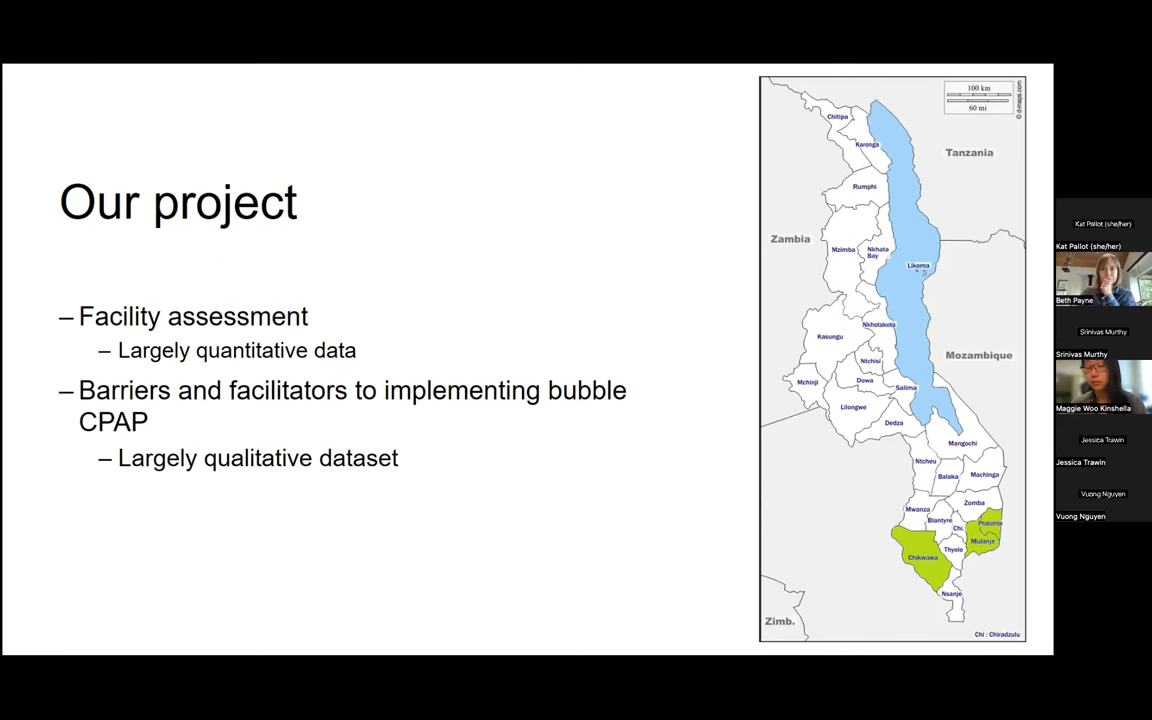 Our project
– Facility assessment
– Largely quantitative data
– Barriers and facilitators to implementing bubble
CPAP
– Largely qualitative dataset
100 km
60 mi
© d-maps.com
Chitipa
Karonga
Tanzania
Rumphi
Zambia
Mzimba
Nkhata
Bay
Likoma
Nkhotakota
Kasungu
Mozambique
Ntchisi
Mchinji
Dowa
Salima
Lilongwe
Dedza
Mangochi
Ntcheu
Balaka
Machinga
Zomba
Mwanza
Blantyre
Chi.
Phalombe
Mulanje
Thyolo
Chikwawa
Nsanje
Zimb.
Chi : Chiradzulu
Kat Pallot (she/her)
Kat Pallot (she/her)
Beth Payne
Srinivas Murthy
Srinivas Murthy
Maggie Woo Kinshella
Jessica Trawin
Jessica Trawin
Vuong Nguyen
Vuong Nguyen